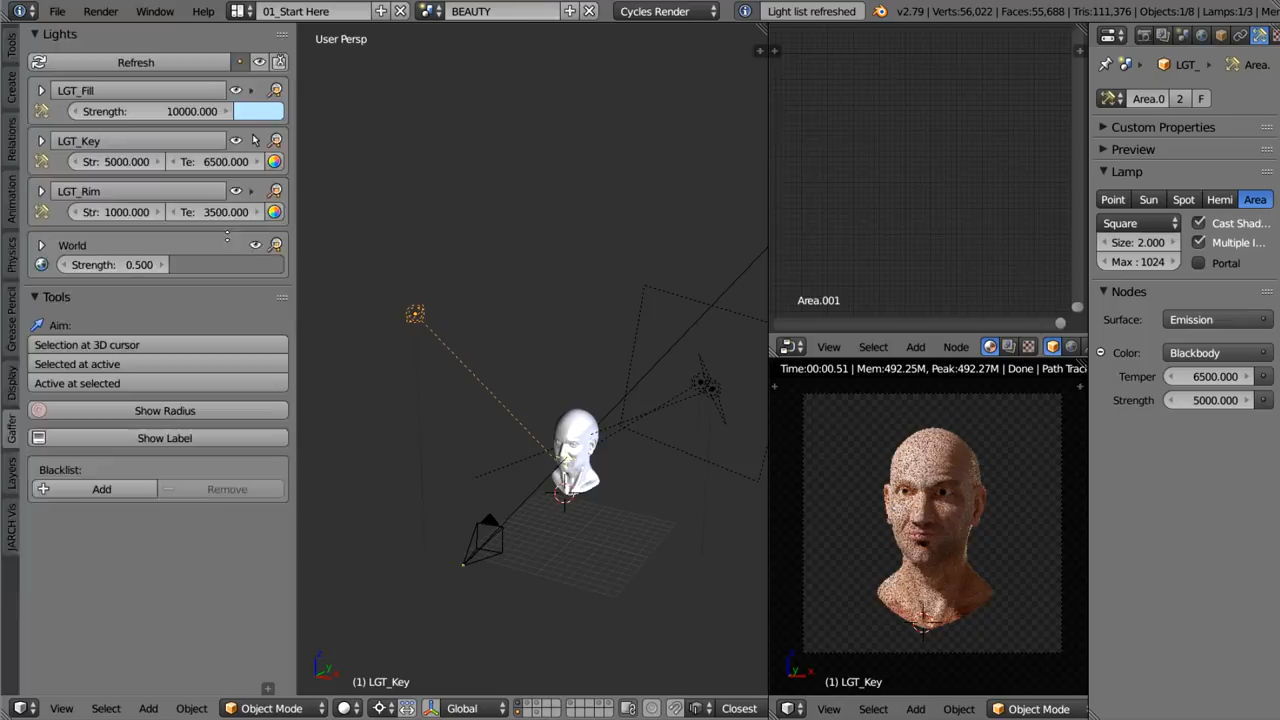 File Render Window Help 01_Start Here BEAUTY Cycles Render Light list refreshed v2.79 | Verts:56,022 | Faces:55,688 | Tris:111,376 | Objects:1/8 | Lamps:1/3 | Mem
Tools
Create
Relations
Animation
Physics
Grease Pencil
Display
Gaffer
Layers
JARCH Vis
Lights
Refresh
LGT_Fill
Strength: 10000.000
LGT_Key
Str: 5000.000 Te: 6500.000
LGT_Rim
Str: 1000.000 Te: 3500.000
World
Strength: 0.500
Tools
Aim:
Selection at 3D cursor
Selected at active
Active at selected
Show Radius
Show Label
Blacklist:
Add Remove
User Persp
z
y
x
(1) LGT_Key
View Select Add Object Object Mode Global Closest
Area.001
View Select Add Node
Time:00:00.51 | Mem:492.25M, Peak:492.27M | Done | Path Trac
(1) LGT_Key
View Select Add Object Object Mode
LGT_ Area.
Area.0 2 F
Custom Properties
Preview
Lamp
Point Sun Spot Hemi Area
Square Cast Shad...
Size: 2.000 Multiple I...
Max : 1024 Portal
Nodes
Surface: Emission
Color: Blackbody
Temper 6500.000
Strength 5000.000